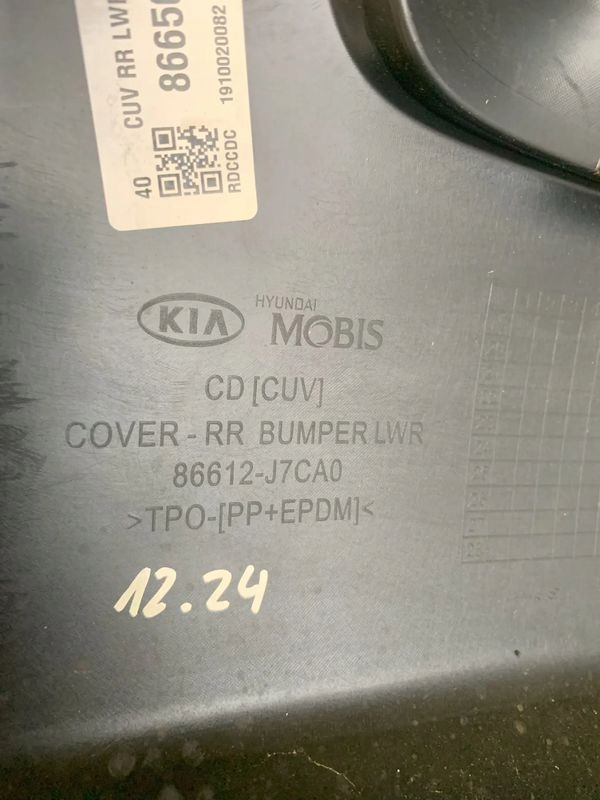 CUV RR LWR
8665
1910020082
40
RDCCDC
KIA
HYUNDAI
MOBIS
CD [CUV]
COVER - RR BUMPER LWR
86612-J7CA0
>TPO-[PP+EPDM]<
12.24